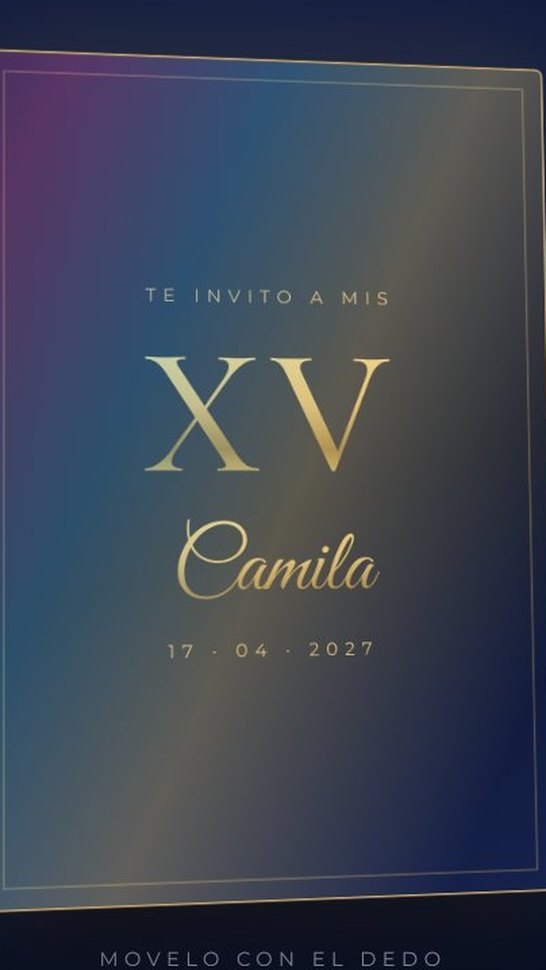 TE INVITO A MIS
XV
Camila
17 · 04 · 2027
MOVELO CON EL DEDO